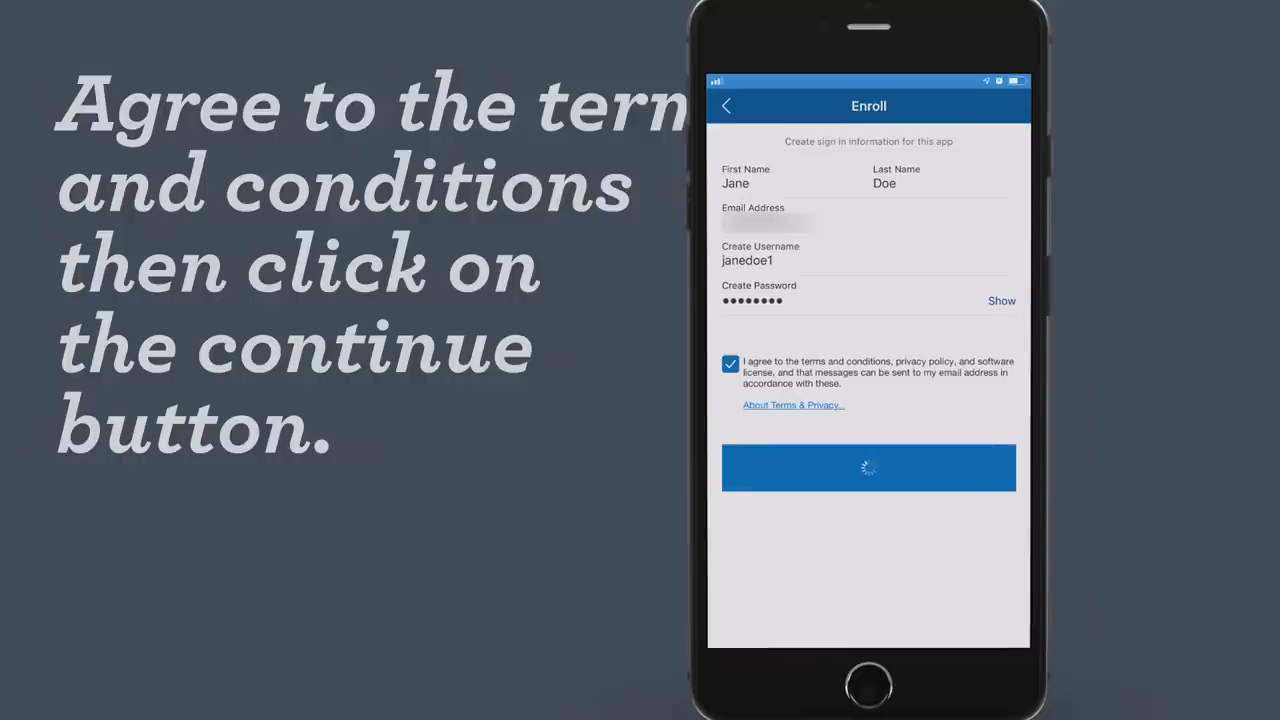 Agree to the term
and conditions
then click on
the continue
button.
Enroll
Create sign in information for this app
First Name
Last Name
Jane
Doe
Email Address
Create Username
janedoe1
Create Password
••••••••
Show
I agree to the terms and conditions, privacy policy, and software
license, and that messages can be sent to my email address in
accordance with these.
About Terms & Privacy...